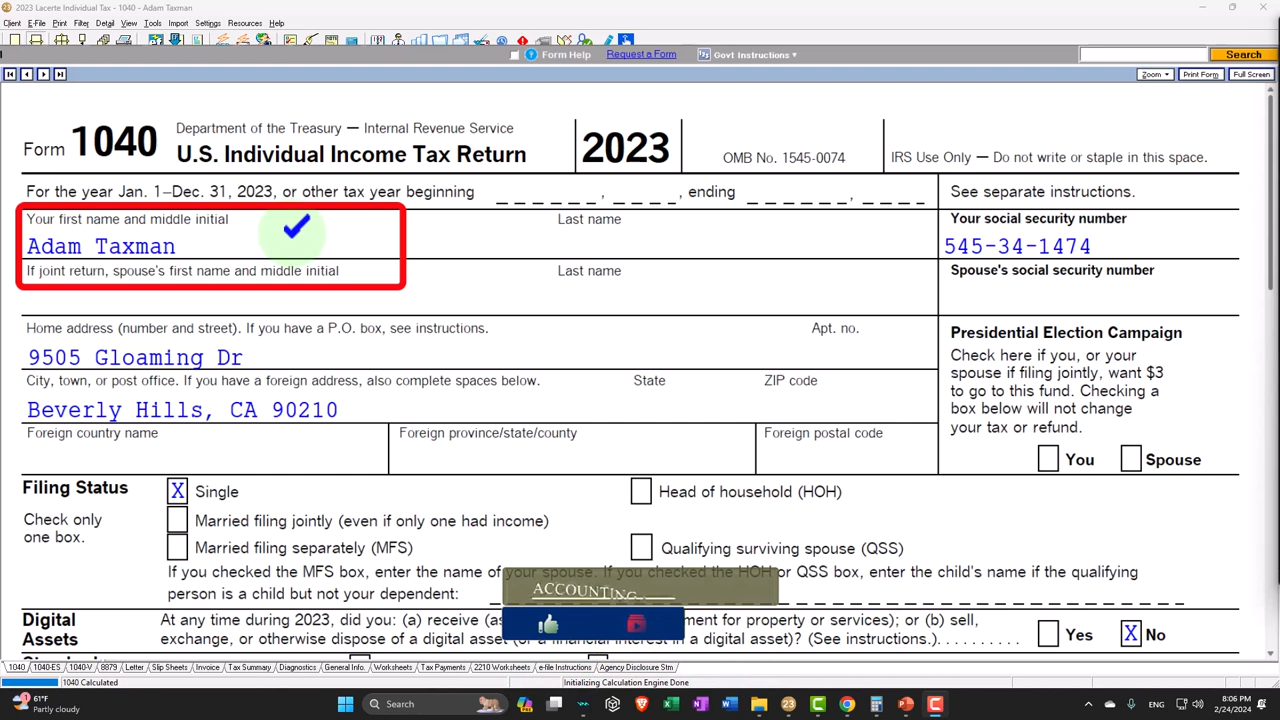 2023 Lacerte Individual Tax - 1040 - Adam Taxman
Client E-File Print Filter Detail View Tools Import Settings Resources Help
Form Help Request a Form Govt Instructions Search
Zoom Print Form Full Screen
Form 1040 Department of the Treasury — Internal Revenue Service
U.S. Individual Income Tax Return 2023 OMB No. 1545-0074 IRS Use Only — Do not write or staple in this space.
For the year Jan. 1–Dec. 31, 2023, or other tax year beginning , , ending , See separate instructions.
Your first name and middle initial Last name Your social security number
Adam Taxman 545-34-1474
If joint return, spouse's first name and middle initial Last name Spouse's social security number
Home address (number and street). If you have a P.O. box, see instructions. Apt. no.
9505 Gloaming Dr
City, town, or post office. If you have a foreign address, also complete spaces below. State ZIP code
Beverly Hills, CA 90210
Foreign country name Foreign province/state/county Foreign postal code
Presidential Election Campaign
Check here if you, or your
spouse if filing jointly, want $3
to go to this fund. Checking a
box below will not change
your tax or refund.
You Spouse
Filing Status X Single Head of household (HOH)
Check only
one box.
Married filing jointly (even if only one had income)
Married filing separately (MFS) Qualifying surviving spouse (QSS)
If you checked the MFS box, enter the name of your spouse. If you checked the HOH or QSS box, enter the child's name if the qualifying
person is a child but not your dependent:
ACCOUNTING
Digital
Assets
At any time during 2023, did you: (a) receive (as ment for property or services); or (b) sell,
exchange, or otherwise dispose of a digital asset (or a financial interest in a digital asset)? (See instructions.) Yes X No
1040 1040-ES 1040-V 8879 Letter Slip Sheets Invoice Tax Summary Diagnostics General Info. Worksheets Tax Payments 2210 Worksheets e-file Instructions Agency Disclosure Stm
1040 Calculated Initializing Calculation Engine Done
61°F
Partly cloudly
Search
ENG
8:06 PM
2/24/2024